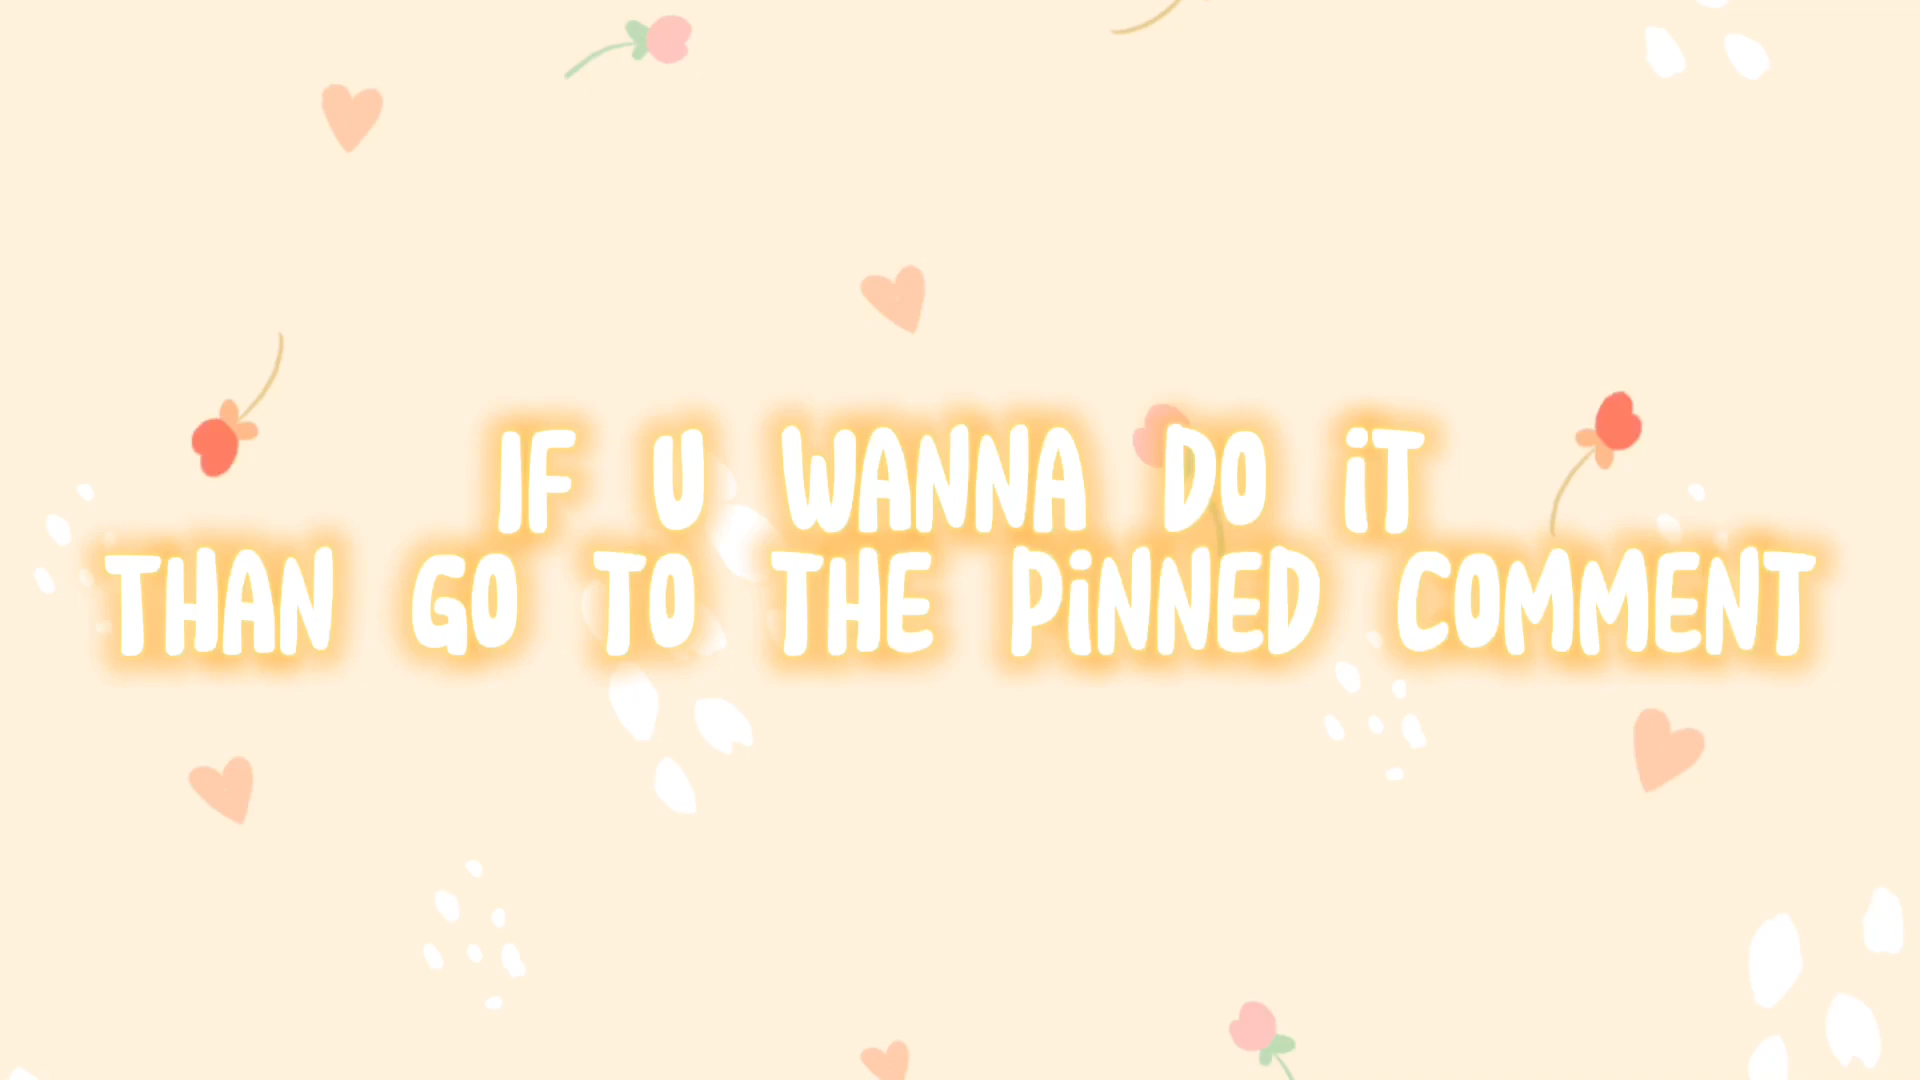 IF U WANNA DO iT
THAN GO TO THE PiNNED COMMENT